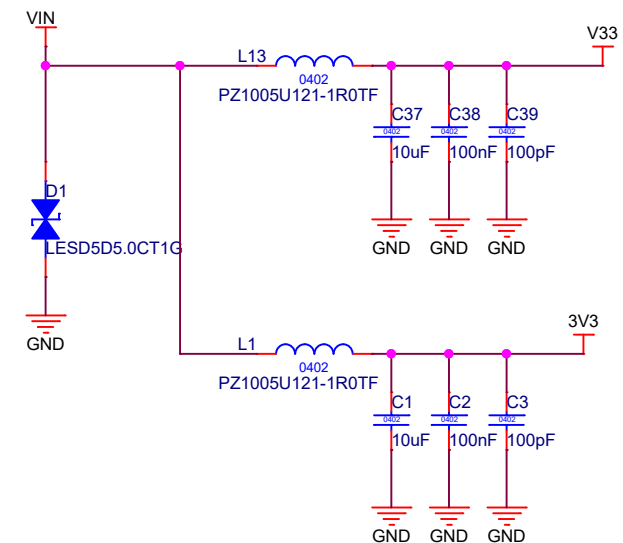 VIN
V33
L13
0402
PZ1005U121-1R0TF
C37 C38 C39
0402 0402 0402
10uF 100nF 100pF
D1
LESD5D5.0CT1G
GND GND GND
GND
3V3
L1
0402
PZ1005U121-1R0TF
C1 C2 C3
0402 0402 0402
10uF 100nF 100pF
GND GND GND